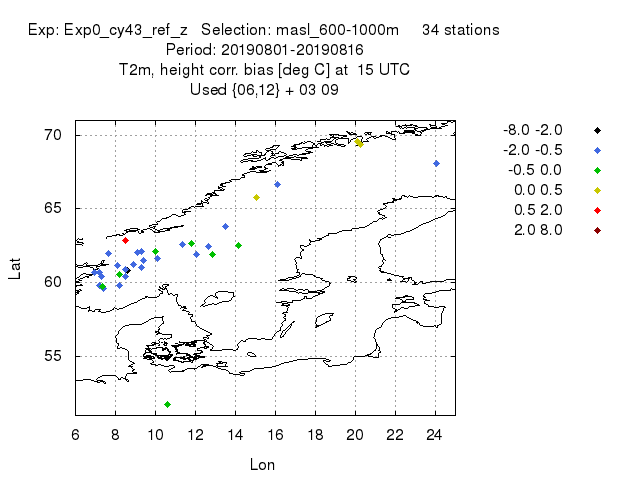 Exp: Exp0_cy43_ref_z   Selection: masl_600-1000m     34 stations
Period: 20190801-20190816
T2m, height corr. bias [deg C] at  15 UTC
Used {06,12} + 03 09
70
65
60
55
Lat
6 8 10 12 14 16 18 20 22 24
Lon
-8.0 -2.0
-2.0 -0.5
-0.5 0.0
0.0 0.5
0.5 2.0
2.0 8.0